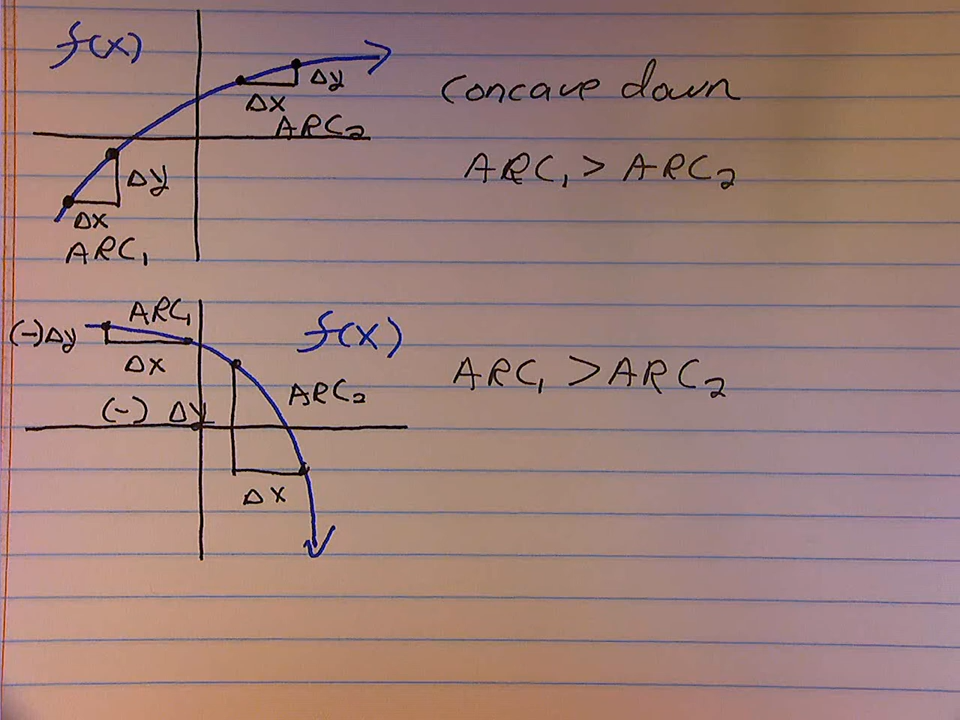 f(x)
Δy
Δx
ARC₂
Concave down
Δy
Δx
ARC₁
ARC₁ > ARC₂
ARC₁
(-)Δy
Δx
f(x)
ARC₂
(-) Δy
Δx
ARC₁ > ARC₂